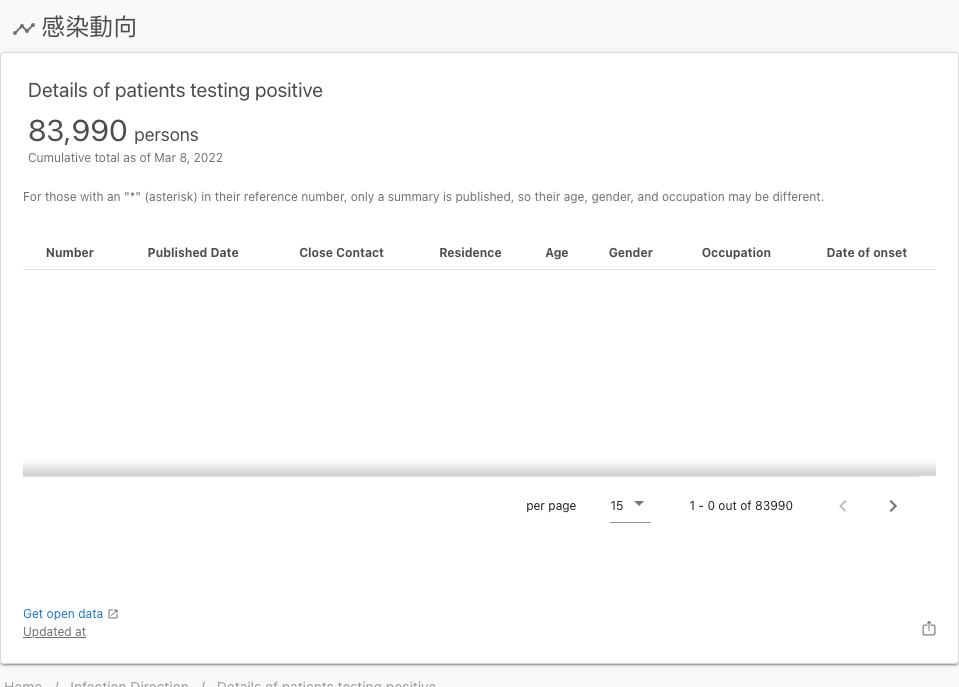 感染動向
Details of patients testing positive
83,990 persons
Cumulative total as of Mar 8, 2022
For those with an "*" (asterisk) in their reference number, only a summary is published, so their age, gender, and occupation may be different.
Number Published Date Close Contact Residence Age Gender Occupation Date of onset
per page 15 1 - 0 out of 83990
Get open data
Updated at
Home / Infection Direction / Details of patients testing positive